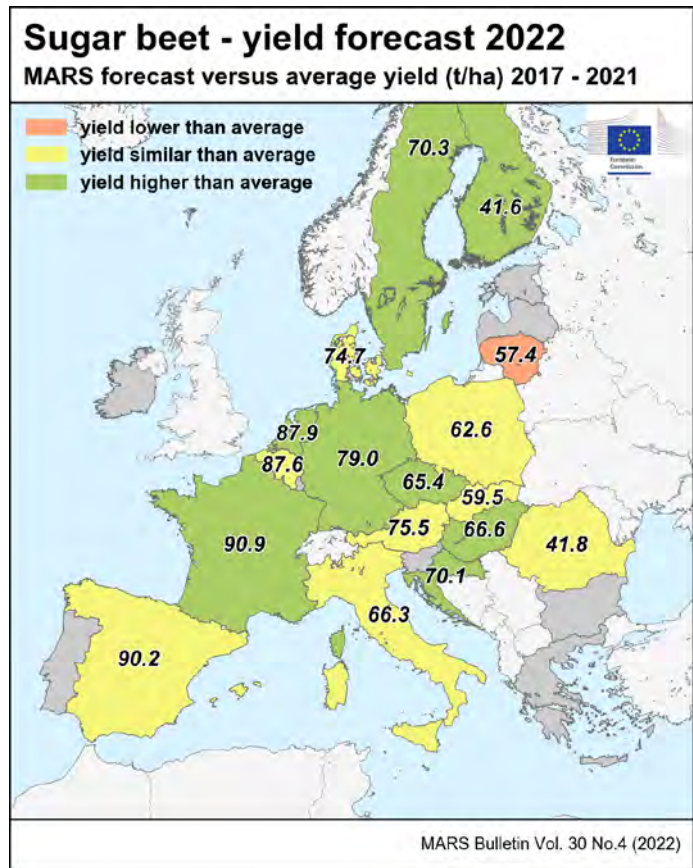 Sugar beet - yield forecast 2022
MARS forecast versus average yield (t/ha) 2017 - 2021
yield lower than average
yield similar than average
yield higher than average
European
Commission
70.3
41.6
57.4
74.7
87.9
87.6
79.0
62.6
65.4
59.5
75.5
66.6
41.8
90.9
70.1
66.3
90.2
MARS Bulletin Vol. 30 No.4 (2022)